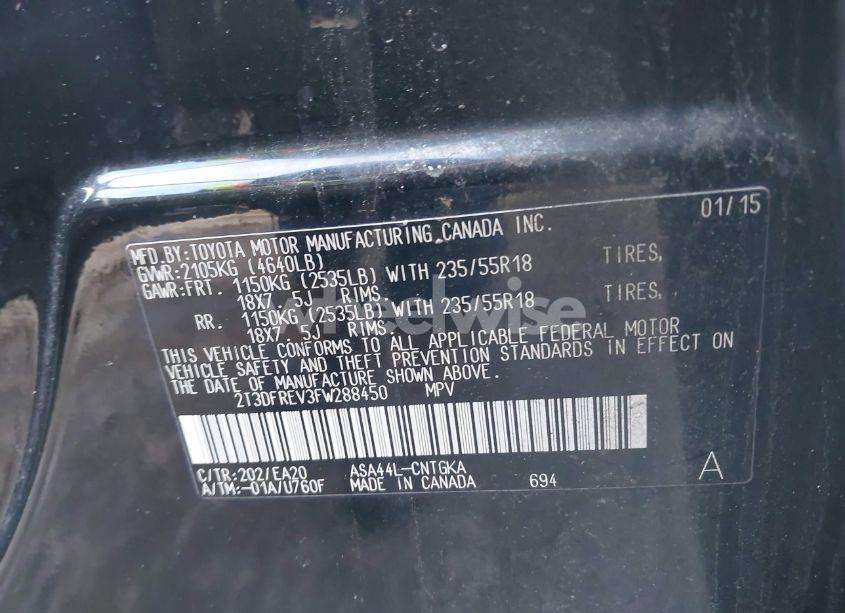 01/15
MFD.BY:TOYOTA MOTOR MANUFACTURING CANADA INC.
GVWR:2105KG (4640LB)
GAWR:FRT. 1150KG (2535LB) WITH 235/55R18 TIRES,
18X7. 5J RIMS.
RR. 1150KG (2535LB) WITH 235/55R18 TIRES,
18X7. 5J RIMS.
THIS VEHICLE CONFORMS TO ALL APPLICABLE FEDERAL MOTOR
VEHICLE SAFETY AND THEFT PREVENTION STANDARDS IN EFFECT ON
THE DATE OF MANUFACTURE SHOWN ABOVE.
2T3DFREV3FW288450 MPV
C/TR:202/EA20 ASA44L-CNTGKA
A/TM:-01A/U760F MADE IN CANADA 694 A
wheelwise